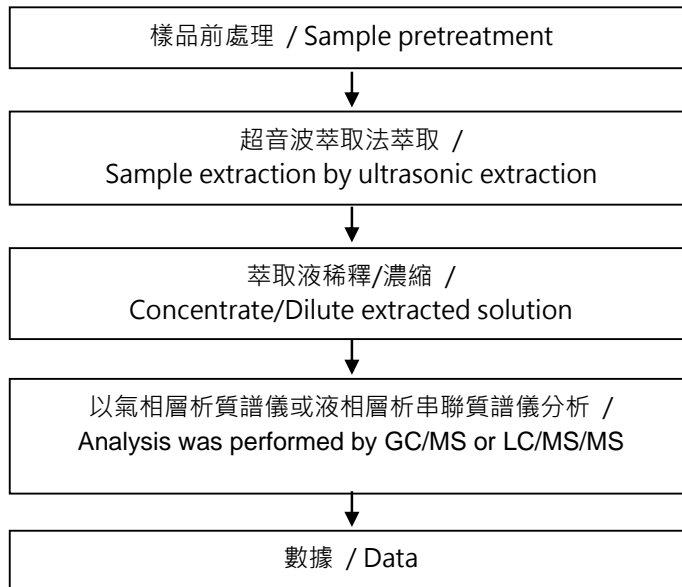 樣品前處理 / Sample pretreatment
超音波萃取法萃取 /
Sample extraction by ultrasonic extraction
萃取液稀釋/濃縮 /
Concentrate/Dilute extracted solution
以氣相層析質譜儀或液相層析串聯質譜儀分析 /
Analysis was performed by GC/MS or LC/MS/MS
數據 / Data